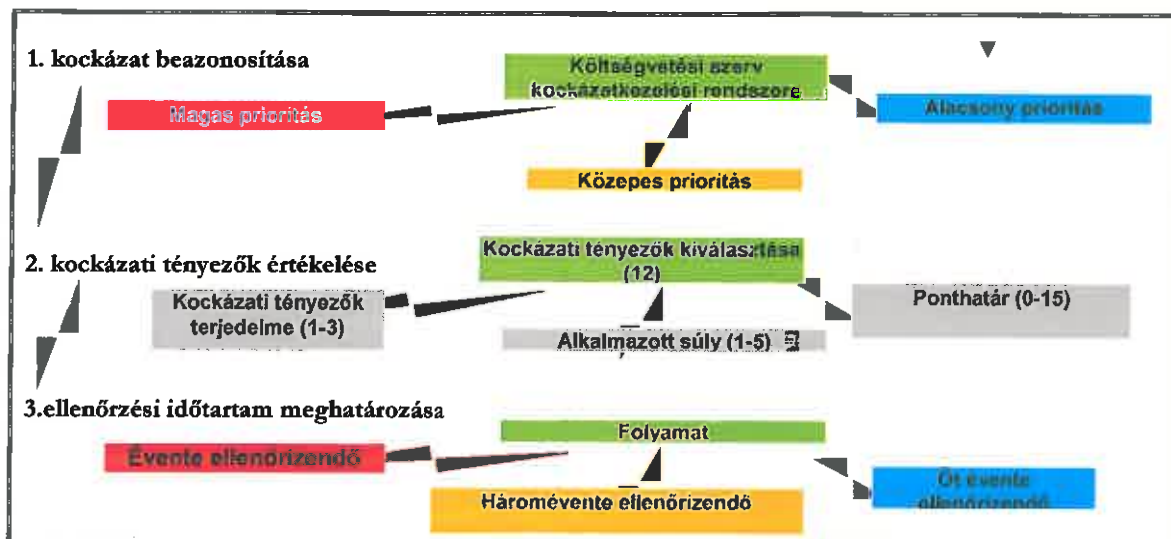 1. kockázat beazonosítása
Költségvetési szerv
kockázatkezelési rendszere
Magas prioritás
Alacsony prioritás
Közepes prioritás
2. kockázati tényezők értékelése
Kockázati tényezők kiválasztása
(12)
Kockázati tényezők
terjedelme (1-3)
Ponthatár (0-15)
Alkalmazott súly (1-5)
3.ellenőrzési időtartam meghatározása
Folyamat
Évente ellenőrizendő
Háromévente ellenőrizendő
Öt évente
ellenőrizendő